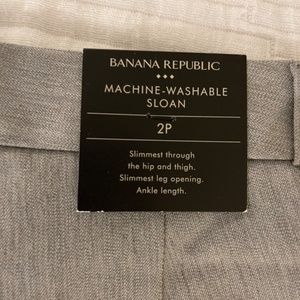 BANANA REPUBLIC
MACHINE-WASHABLE
SLOAN
2P
Slimmest through
the hip and thigh.
Slimmest leg opening.
Ankle length.